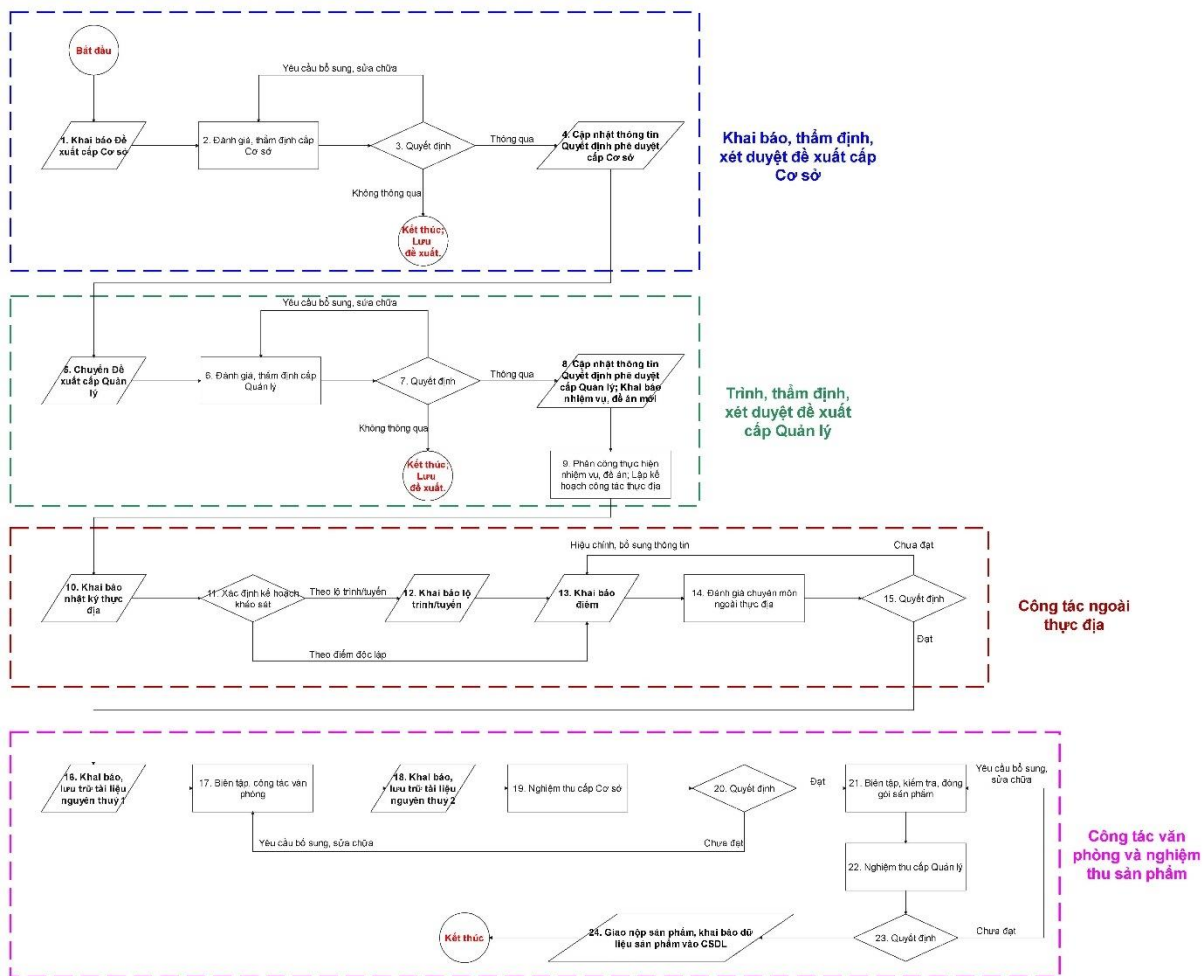 Bắt đầu
Yêu cầu bổ sung, sửa chữa
1. Khai báo Đề
xuất cấp Cơ sở
2. Đánh giá, thẩm định cấp
Cơ sở
3. Quyết định
Thông qua
4. Cập nhật thông tin
Quyết định phê duyệt
cấp Cơ sở
Không thông qua
Kết thúc;
Lưu
đề xuất.
Khai báo, thẩm định,
xét duyệt đề xuất cấp
Cơ sở
Yêu cầu bổ sung, sửa chữa
5. Chuyển Đề
xuất cấp Quản
lý
6. Đánh giá, thẩm định cấp
Quản lý
7. Quyết định
Thông qua
8. Cập nhật thông tin
Quyết định phê duyệt
cấp Quản lý; Khai báo
nhiệm vụ, đề án mới
Không thông qua
Kết thúc;
Lưu
đề xuất.
9. Phân công thực hiện
nhiệm vụ, đề án; Lập kế
hoạch công tác thực địa
Trình, thẩm định,
xét duyệt đề xuất
cấp Quản lý
Hiệu chỉnh, bổ sung thông tin
Chưa đạt
10. Khai báo
nhật ký thực
địa
11. Xác định kế hoạch
khảo sát
Theo lộ trình/tuyến
12. Khai báo lộ
trình/tuyến
13. Khai báo
điểm
14. Đánh giá chuyên môn
ngoài thực địa
15. Quyết định
Theo điểm độc lập
Đạt
Công tác ngoài
thực địa
16. Khai báo,
lưu trữ tài liệu
nguyên thuỷ 1
17. Biên tập, công tác văn
phòng
18. Khai báo,
lưu trữ tài liệu
nguyên thuỷ 2
19. Nghiệm thu cấp Cơ sở
20. Quyết định
Đạt
21. Biên tập, kiểm tra, đóng
gói sản phẩm
Yêu cầu bổ sung,
sửa chữa
Yêu cầu bổ sung, sửa chữa
Chưa đạt
22. Nghiệm thu cấp Quản lý
Kết thúc
24. Giao nộp sản phẩm, khai báo dữ
liệu sản phẩm vào CSDL
23. Quyết định
Chưa đạt
Công tác văn
phòng và nghiệm
thu sản phẩm